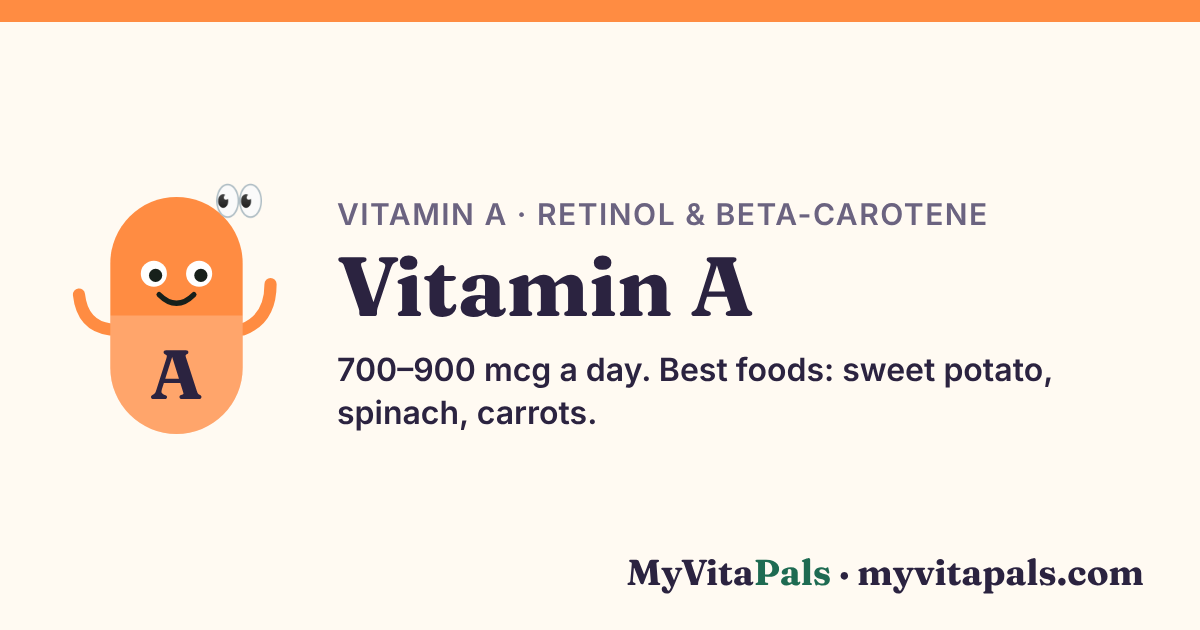 VITAMIN A · RETINOL & BETA-CAROTENE
Vitamin A
700–900 mcg a day. Best foods: sweet potato,
spinach, carrots.
A
MyVitaPals · myvitapals.com